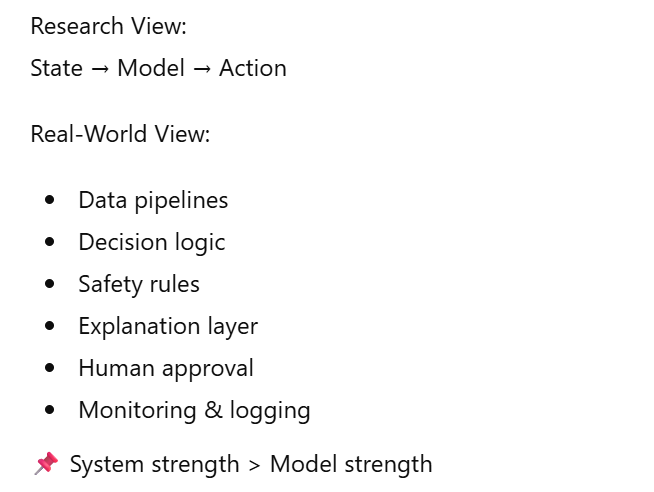 Research View:
State → Model → Action
Real-World View:
• Data pipelines
• Decision logic
• Safety rules
• Explanation layer
• Human approval
• Monitoring & logging
📌 System strength > Model strength